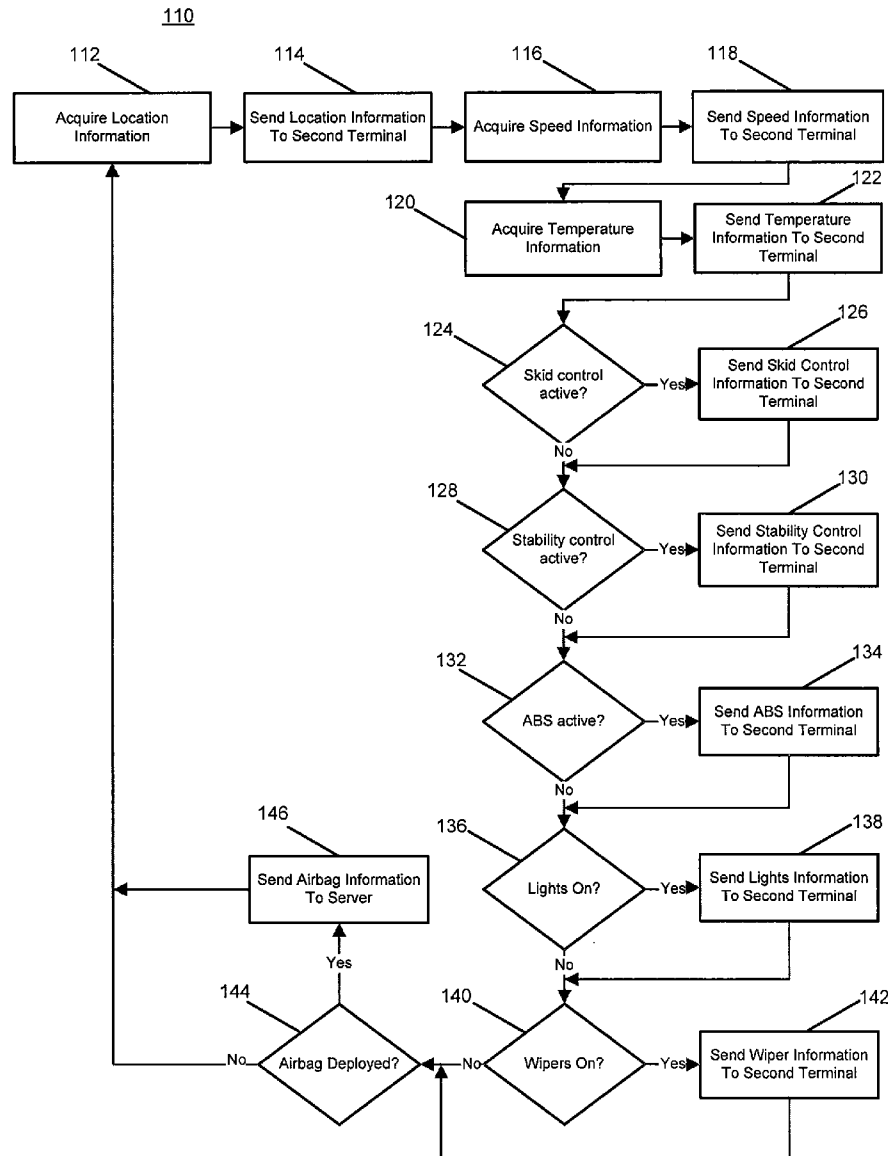 110
112
114
116
118
Acquire Location
Information
Send Location Information
To Second Terminal
Acquire Speed Information
Send Speed Information
To Second Terminal
120
122
Acquire Temperature
Information
Send Temperature
Information To Second
Terminal
124
126
Skid control
active?
Yes
Send Skid Control
Information To Second
Terminal
No
128
130
Stability control
active?
Yes
Send Stability Control
Information To Second
Terminal
No
132
134
ABS active?
Yes
Send ABS Information
To Second Terminal
No
136
138
Lights On?
Yes
Send Lights Information
To Second Terminal
No
140
142
Wipers On?
Yes
Send Wiper Information
To Second Terminal
No
144
Airbag Deployed?
No
Yes
146
Send Airbag Information
To Server